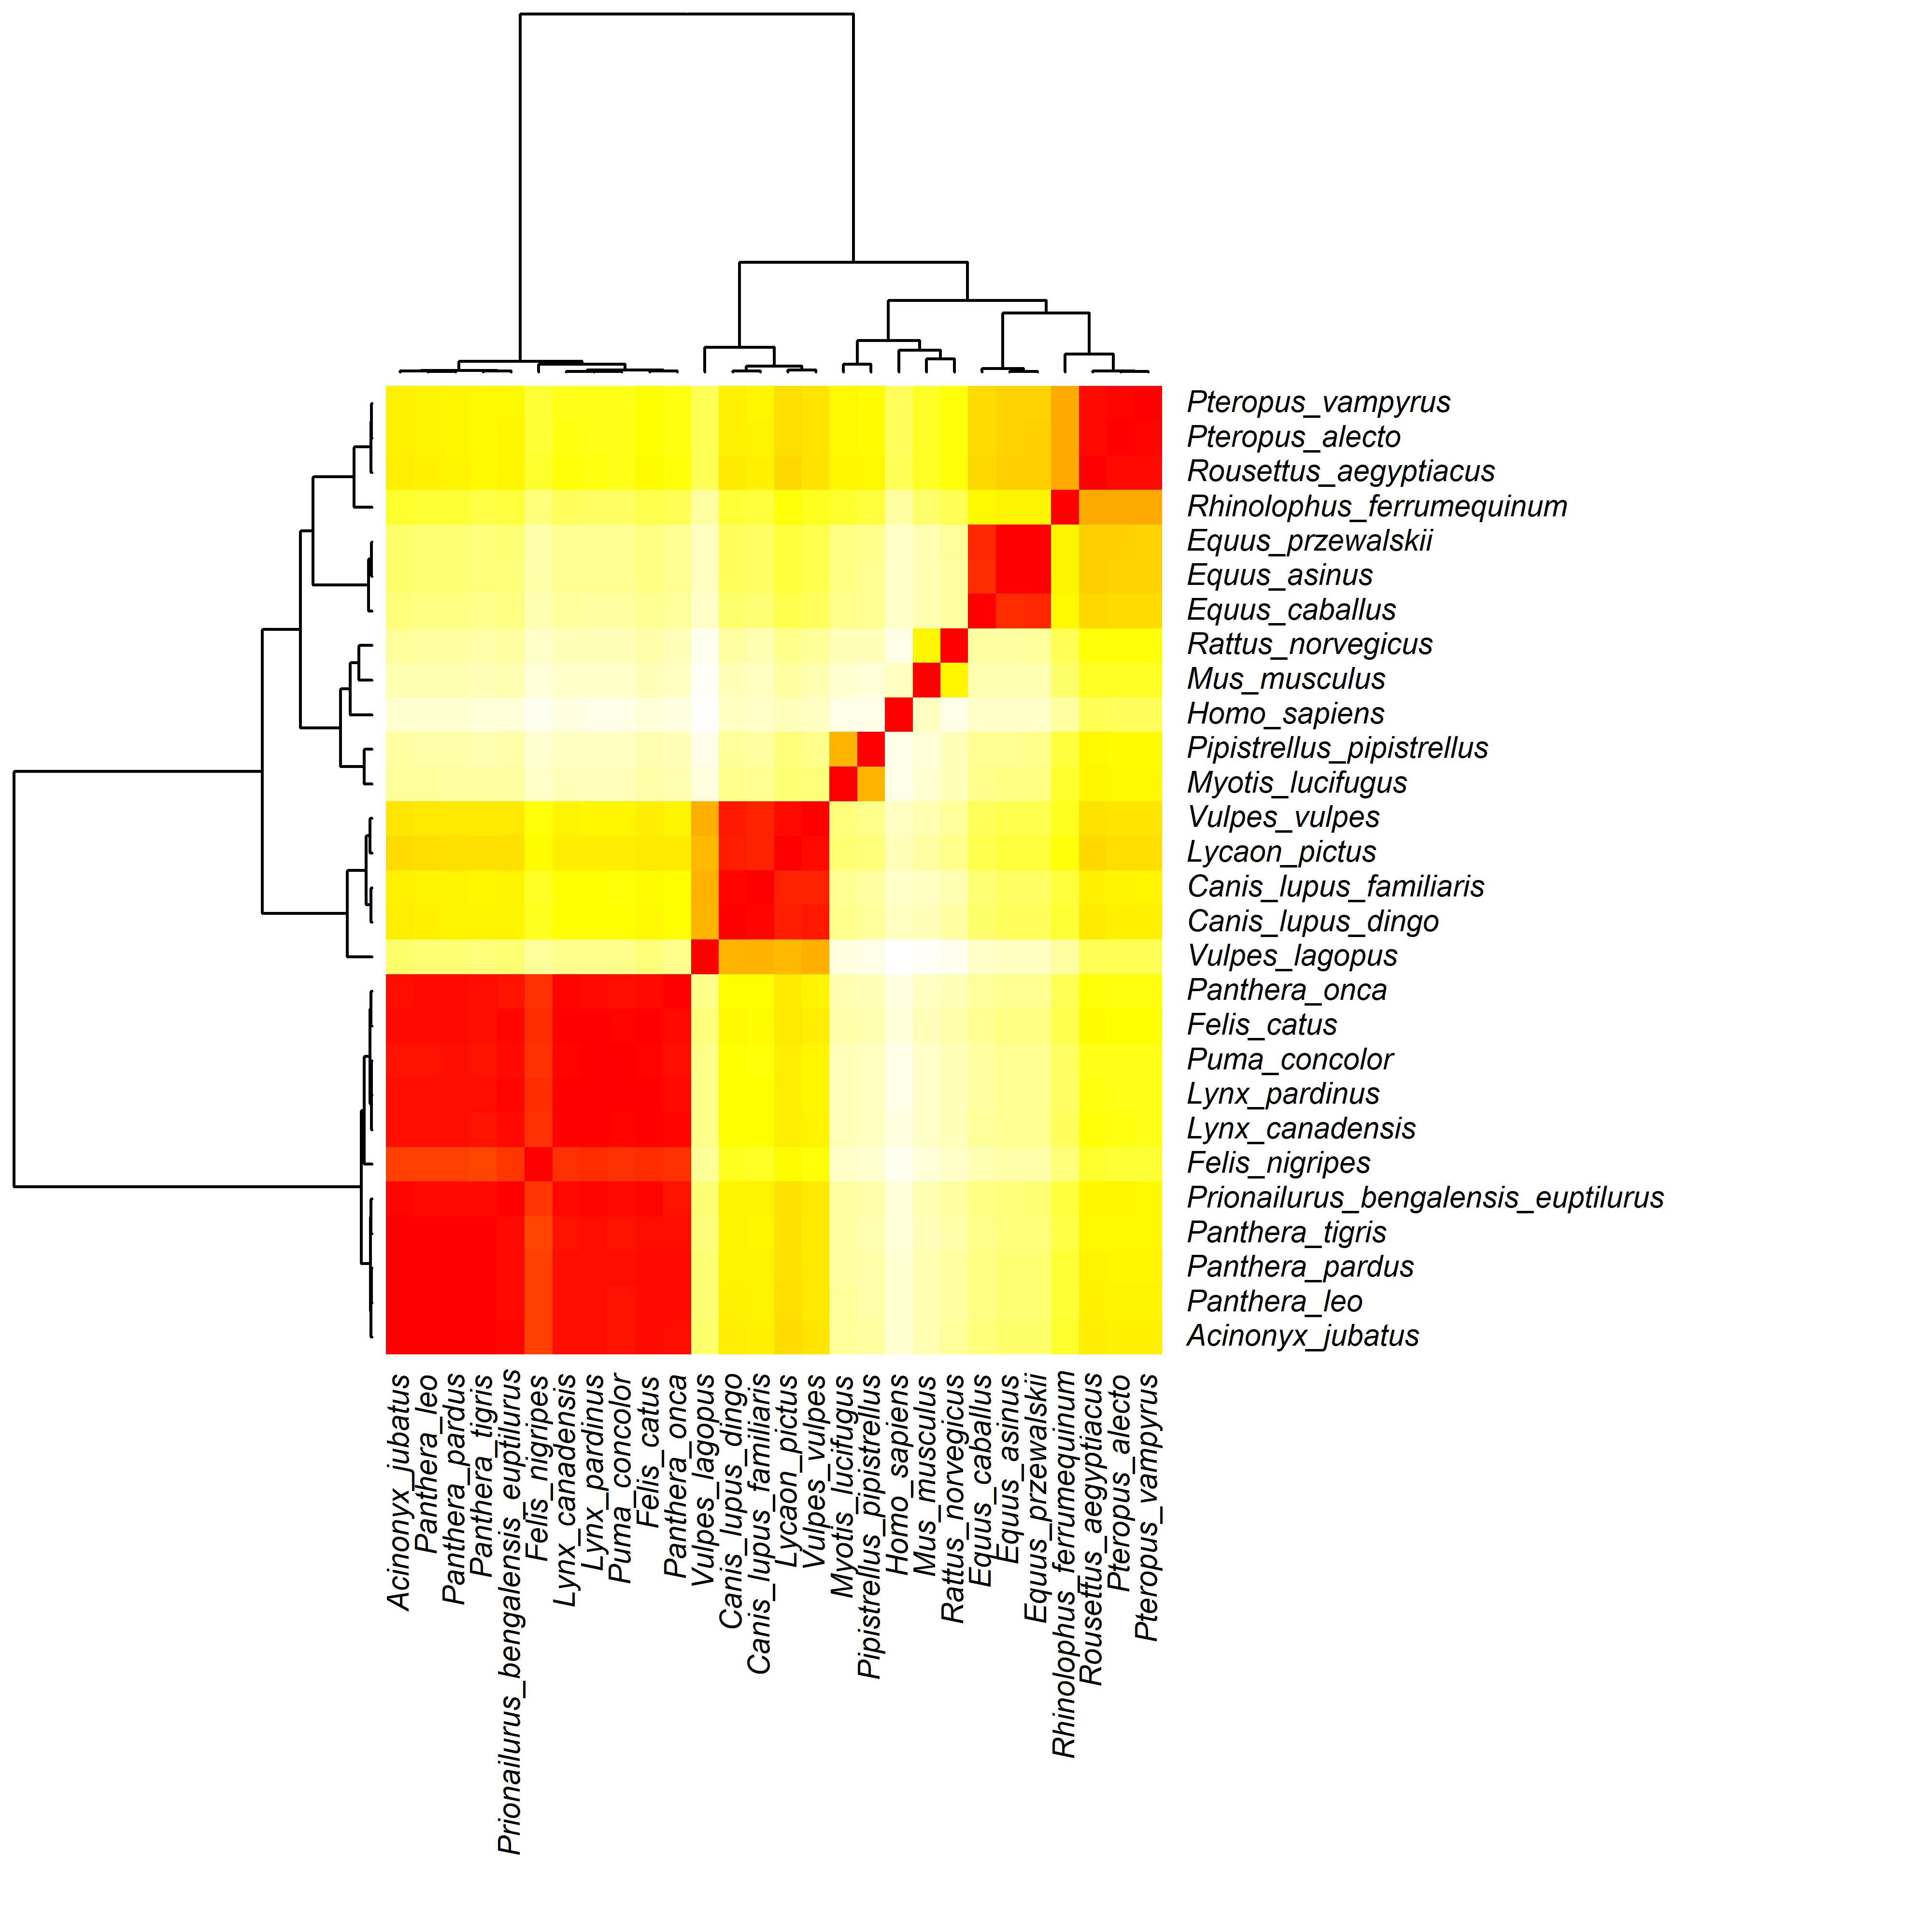 Pteropus_vampyrus
Pteropus_alecto
Rousettus_aegyptiacus
Rhinolophus_ferrumequinum
Equus_przewalskii
Equus_asinus
Equus_caballus
Rattus_norvegicus
Mus_musculus
Homo_sapiens
Pipistrellus_pipistrellus
Myotis_lucifugus
Vulpes_vulpes
Lycaon_pictus
Canis_lupus_familiaris
Canis_lupus_dingo
Vulpes_lagopus
Panthera_onca
Felis_catus
Puma_concolor
Lynx_pardinus
Lynx_canadensis
Felis_nigripes
Prionailurus_bengalensis_euptilurus
Panthera_tigris
Panthera_pardus
Panthera_leo
Acinonyx_jubatus
Acinonyx_jubatus
Panthera_leo
Panthera_pardus
Panthera_tigris
Prionailurus_bengalensis_euptilurus
Felis_nigripes
Lynx_canadensis
Lynx_pardinus
Puma_concolor
Felis_catus
Panthera_onca
Vulpes_lagopus
Canis_lupus_dingo
Canis_lupus_familiaris
Lycaon_pictus
Vulpes_vulpes
Myotis_lucifugus
Pipistrellus_pipistrellus
Homo_sapiens
Mus_musculus
Rattus_norvegicus
Equus_caballus
Equus_asinus
Equus_przewalskii
Rhinolophus_ferrumequinum
Rousettus_aegyptiacus
Pteropus_alecto
Pteropus_vampyrus